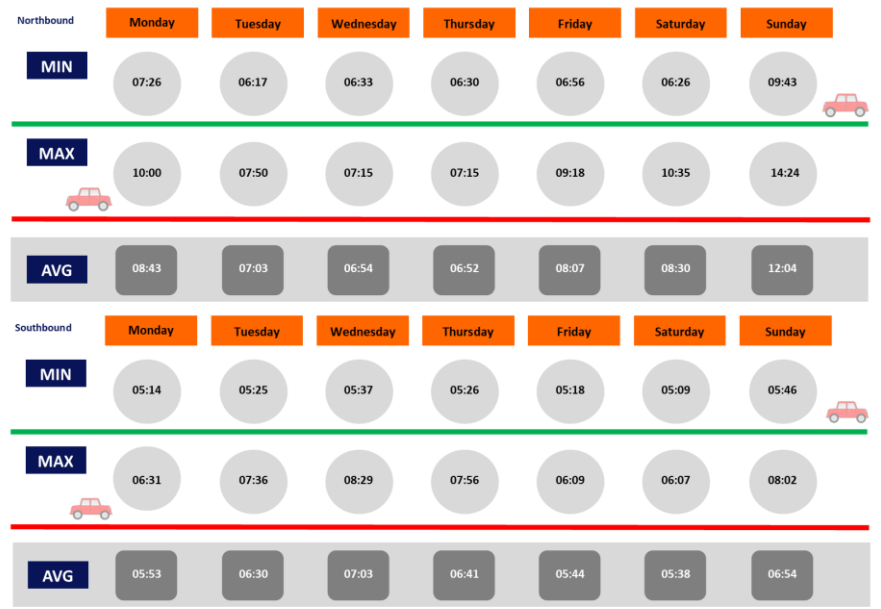 Northbound Monday Tuesday Wednesday Thursday Friday Saturday Sunday
MIN 07:26 06:17 06:33 06:30 06:56 06:26 09:43
MAX 10:00 07:50 07:15 07:15 09:18 10:35 14:24
AVG 08:43 07:03 06:54 06:52 08:07 08:30 12:04
Southbound Monday Tuesday Wednesday Thursday Friday Saturday Sunday
MIN 05:14 05:25 05:37 05:26 05:18 05:09 05:46
MAX 06:31 07:36 08:29 07:56 06:09 06:07 08:02
AVG 05:53 06:30 07:03 06:41 05:44 05:38 06:54